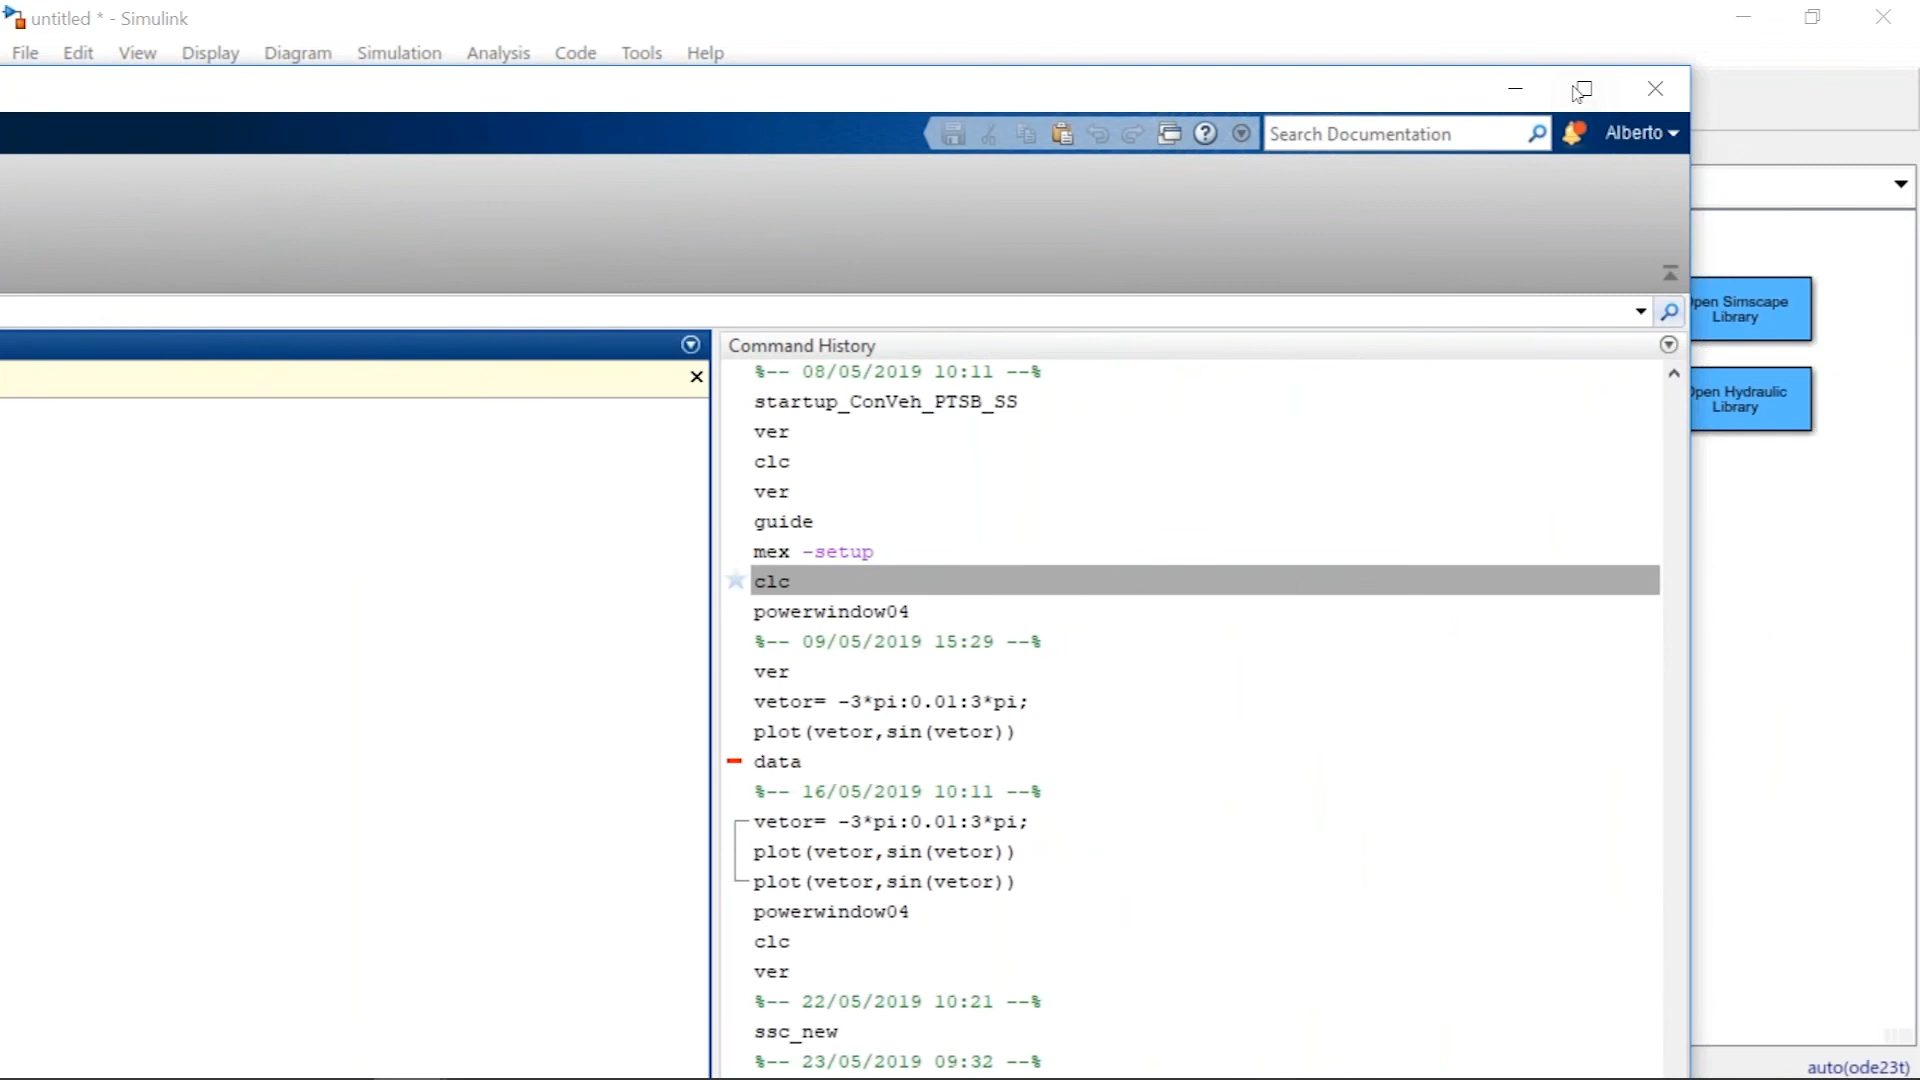 untitled * - Simulink
File Edit View Display Diagram Simulation Analysis Code Tools Help
Search Documentation
Alberto
Command History
%-- 08/05/2019 10:11 --%
startup_ConVeh_PTSB_SS
ver
clc
ver
guide
mex -setup
clc
powerwindow04
%-- 09/05/2019 15:29 --%
ver
vetor= -3*pi:0.01:3*pi;
plot(vetor,sin(vetor))
data
%-- 16/05/2019 10:11 --%
vetor= -3*pi:0.01:3*pi;
plot(vetor,sin(vetor))
plot(vetor,sin(vetor))
powerwindow04
clc
ver
%-- 22/05/2019 10:21 --%
ssc_new
%-- 23/05/2019 09:32 --%
pen Simscape
Library
pen Hydraulic
Library
auto(ode23t)